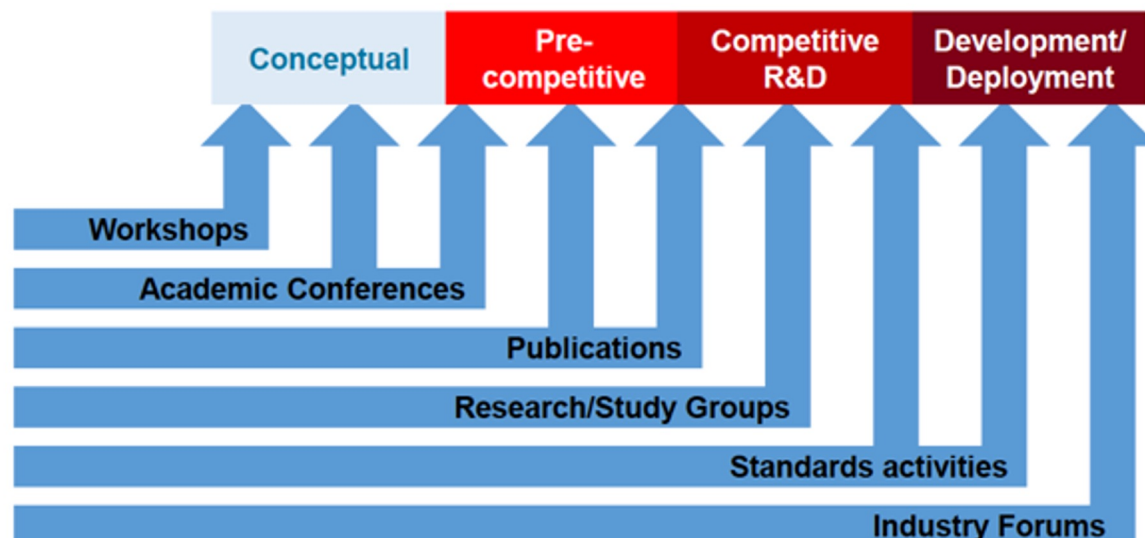 Conceptual
Pre-
competitive
Competitive
R&D
Development/
Deployment
Workshops
Academic Conferences
Publications
Research/Study Groups
Standards activities
Industry Forums